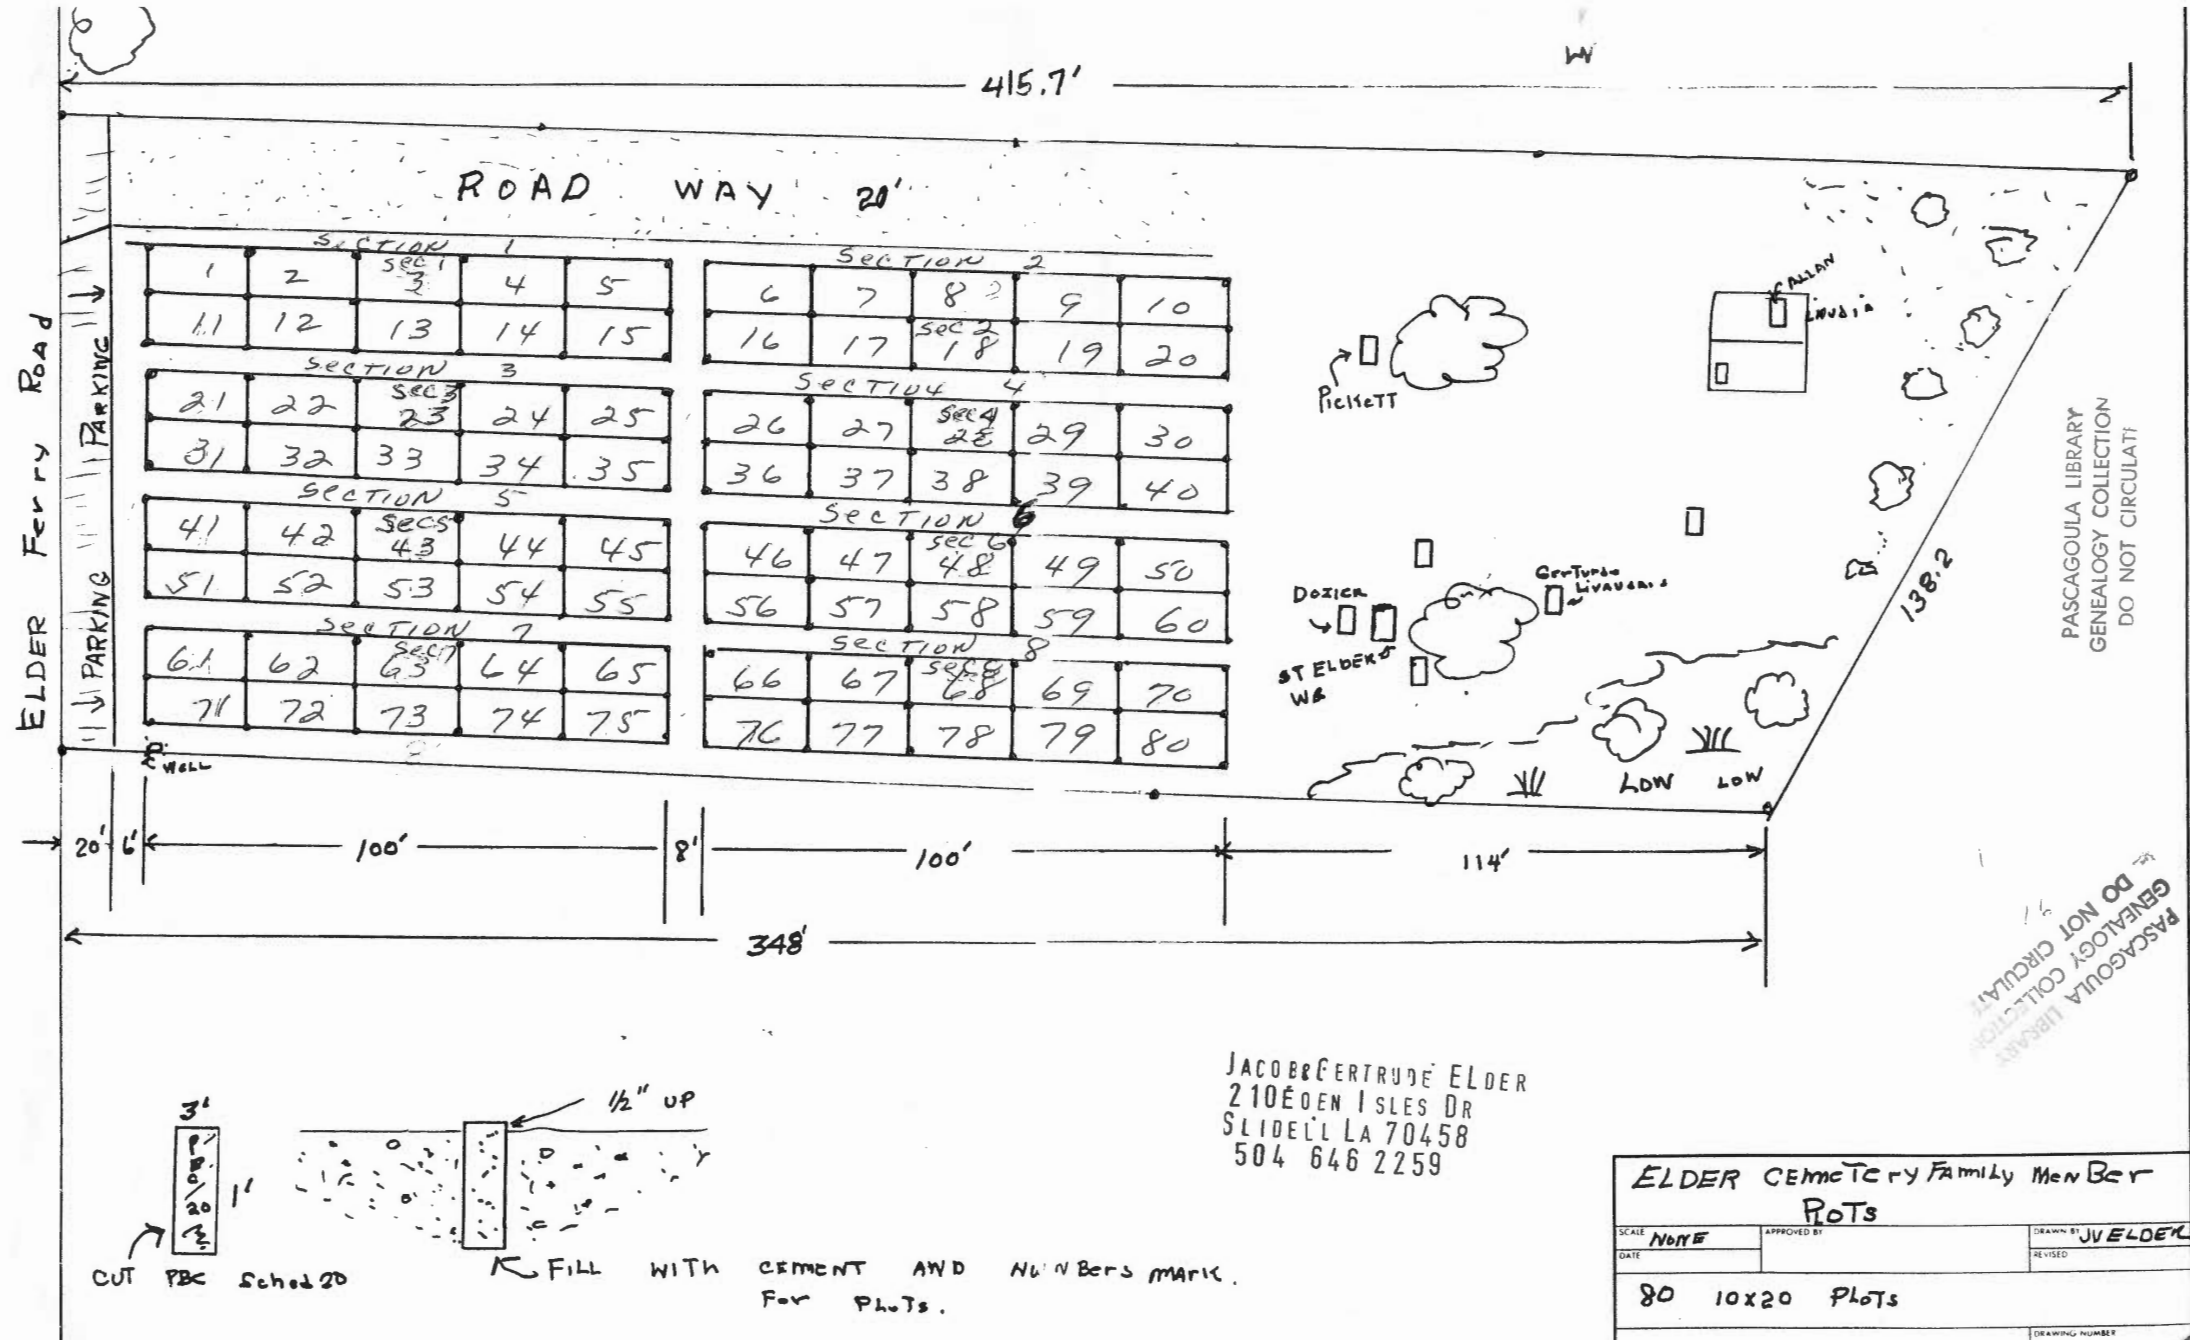 W
415.7'
ROAD WAY 20'
ELDER Ferry Road
PARKING
PARKING
SECTION 1
1 2 sec 1 3 4 5
11 12 13 14 15
Section 2
6 7 8 9 10
16 17 sec 2 18 19 20
Section 3
21 22 sec 3 23 24 25
31 32 33 34 35
Section 4
26 27 sec 4 28 29 30
36 37 38 39 40
Section 5
41 42 sec 5 43 44 45
51 52 53 54 55
Section 6
46 47 sec 6 48 49 50
56 57 58 59 60
Section 7
61 62 sec 7 63 64 65
71 72 73 74 75
Section 8
66 67 68 69 70
76 77 78 79 80
WELL
ALLAN
PickeTT
DOZIER
ST ELDER
WB
138.2
LOW LOW
20' 6' 100' 8' 100' 114'
348'
PASCAGOULA LIBRARY
GENEALOGY COLLECTION
DO NOT CIRCULATE
PASCAGOULA LIBRARY
GENEALOGY COLLECTION
DO NOT CIRCULATE
3'
PBC/20
1'
CUT PBC Sched 20
1/2" UP
FILL WITH CEMENT AND NUNBers MARK.
For PLoTs.
JACOB&GERTRUDE ELDER
210 EDEN ISLES DR
SLIDELL LA 70458
504 646 2259
ELDER CEMeTErY FAMILY MeNBer
PLOTs
SCALE NONE
APPROVED BY
DRAWN BY JVELDER
DATE
REVISED
80 10x20 PLOTS
DRAWING NUMBER